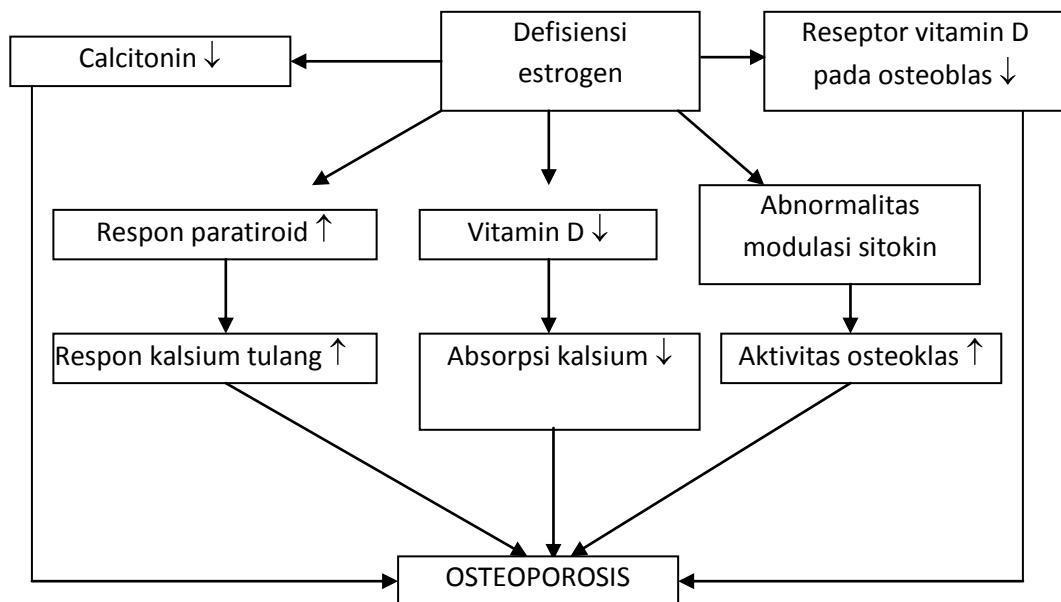 Calcitonin ↓
Defisiensi
estrogen
Reseptor vitamin D
pada osteoblas ↓
Respon paratiroid ↑
Vitamin D ↓
Abnormalitas
modulasi sitokin
Respon kalsium tulang ↑
Absorpsi kalsium ↓
Aktivitas osteoklas ↑
OSTEOPOROSIS